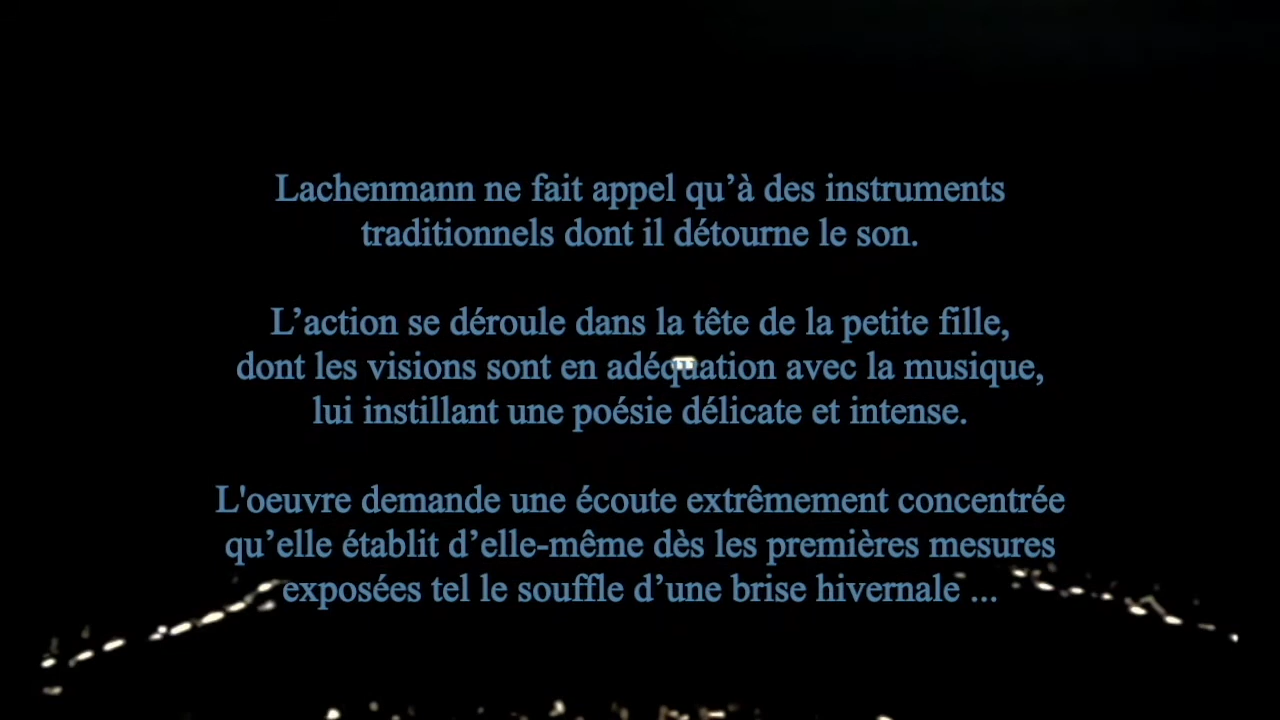 Lachenmann ne fait appel qu’à des instruments
traditionnels dont il détourne le son.
L’action se déroule dans la tête de la petite fille,
dont les visions sont en adéquation avec la musique,
lui instillant une poésie délicate et intense.
L'oeuvre demande une écoute extrêmement concentrée
qu’elle établit d’elle-même dès les premières mesures
exposées tel le souffle d’une brise hivernale ...